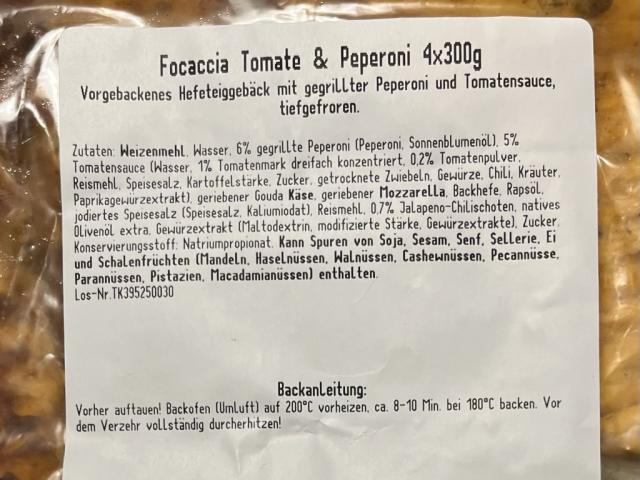 Focaccia Tomate & Peperoni 4x300g
Vorgebackenes Hefeteiggebäck mit gegrillter Peperoni und Tomatensauce,
tiefgefroren.
Zutaten: Weizenmehl, Wasser, 6% gegrillte Peperoni (Peperoni, Sonnenblumenöl), 5%
Tomatensauce (Wasser, 1% Tomatenmark dreifach konzentriert, 0,2% Tomatenpulver,
Reismehl, Speisesalz, Kartoffelstärke, Zucker, getrocknete Zwiebeln, Gewürze, Chili, Kräuter,
Paprikagewürzextrakt), geriebener Gouda Käse, geriebener Mozzarella, Backhefe, Rapsöl,
jodiertes Speisesalz (Speisesalz, Kaliumiodat), Reismehl, 0,7% Jalapeno-Chilischoten, natives
Olivenöl extra, Gewürzextrakt (Maltodextrin, modifizierte Stärke, Gewürzextrakte), Zucker,
Konservierungsstoff: Natriumpropionat. Kann Spuren von Soja, Sesam, Senf, Sellerie, Ei
und Schalenfrüchten (Mandeln, Haselnüssen, Walnüssen, Cashewnüssen, Pecannüsse,
Parannüssen, Pistazien, Macadamianüssen) enthalten.
Los-Nr.TK395250030
BackanLeitung:
Vorher auftauen! Backofen (Umluft) auf 200°C vorheizen, ca. 8-10 Min. bei 180°C backen. Vor
dem Verzehr vollständig durcherhitzen!